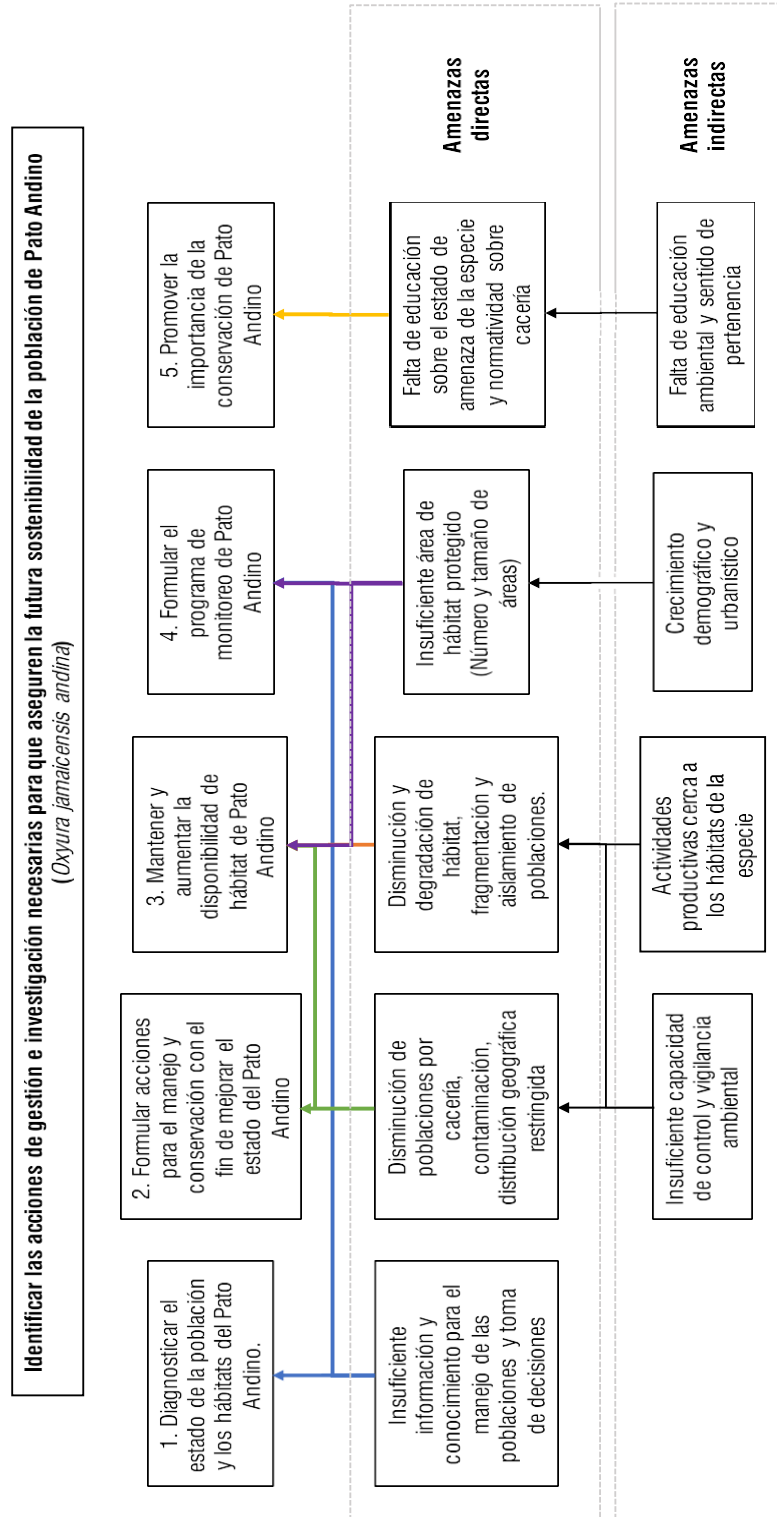 Identificar las acciones de gestión e investigación necesarias para que aseguren la futura sostenibilidad de la población de Pato Andino
(Oxyura jamaicensis andina)
1. Diagnosticar el
estado de la población
y los hábitats del Pato
Andino.
2. Formular acciones
para el manejo y
conservación con el
fin de mejorar el
estado del Pato
Andino
3. Mantener y
aumentar la
disponibilidad de
hábitat de Pato
Andino
4. Formular el
programa de
monitoreo de Pato
Andino
5. Promover la
importancia de la
conservación de Pato
Andino
Insuficiente
información y
conocimiento para el
manejo de las
poblaciones y toma
de decisiones
Disminución de
poblaciones por
cacería,
contaminación,
distribución geográfica
restringida
Disminución y
degradación de
hábitat,
fragmentación y
aislamiento de
poblaciones.
Insuficiente área de
hábitat protegido
(Número y tamaño de
áreas)
Falta de educación
sobre el estado de
amenaza de la especie
y normatividad sobre
cacería
Amenazas
directas
Insuficiente capacidad
de control y vigilancia
ambiental
Actividades
productivas cerca a
los hábitats de la
especie
Crecimiento
demográfico y
urbanístico
Falta de educación
ambiental y sentido de
pertenencia
Amenazas
indirectas